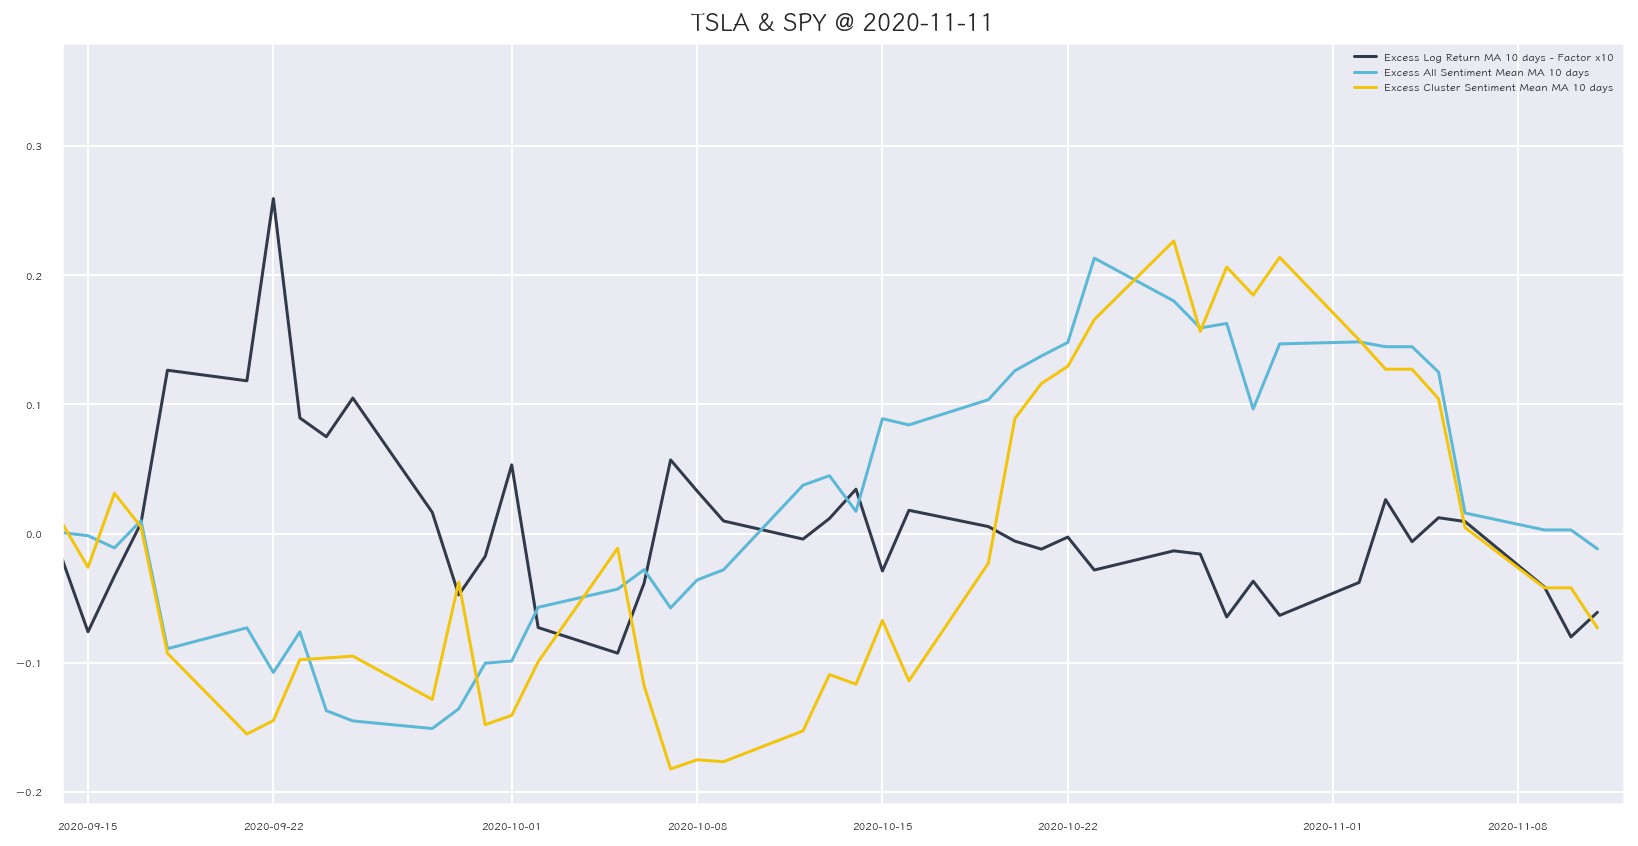 TSLA & SPY @ 2020-11-11
Excess Log Return MA 10 days - Factor x10
Excess All Sentiment Mean MA 10 days
Excess Cluster Sentiment Mean MA 10 days
0.3
0.2
0.1
0.0
−0.1
−0.2
2020-09-15 2020-09-22 2020-10-01 2020-10-08 2020-10-15 2020-10-22 2020-11-01 2020-11-08